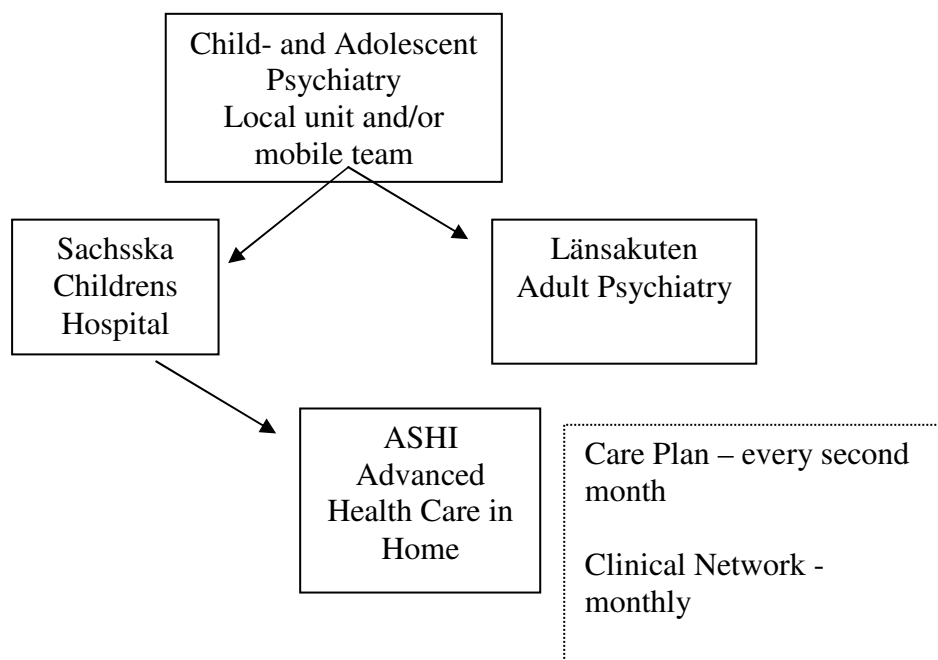 Child- and Adolescent
Psychiatry
Local unit and/or
mobile team
Sachsska
Childrens
Hospital
Länsakuten
Adult Psychiatry
ASHI
Advanced
Health Care in
Home
Care Plan – every second
month
Clinical Network -
monthly